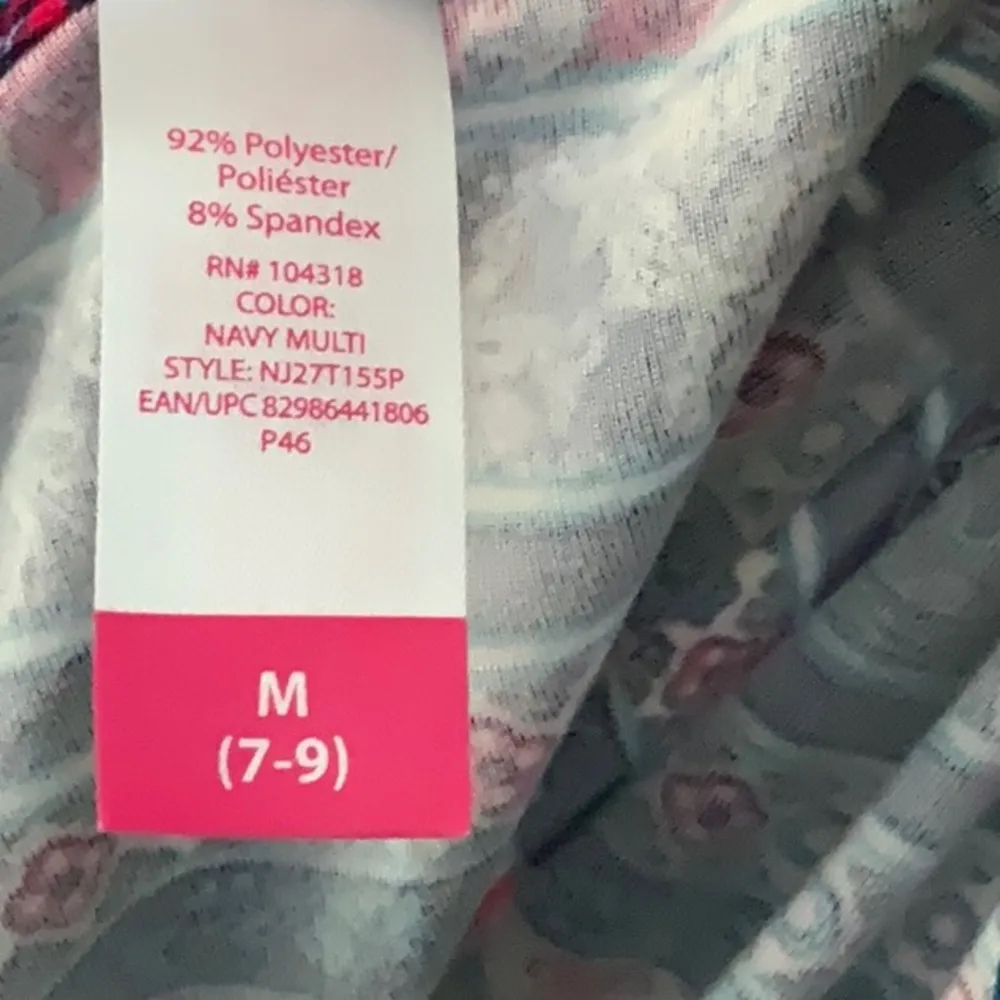 92% Polyester/
Poliéster
8% Spandex
RN# 104318
COLOR:
NAVY MULTI
STYLE: NJ27T155P
EAN/UPC 82986441806
P46
M
(7-9)